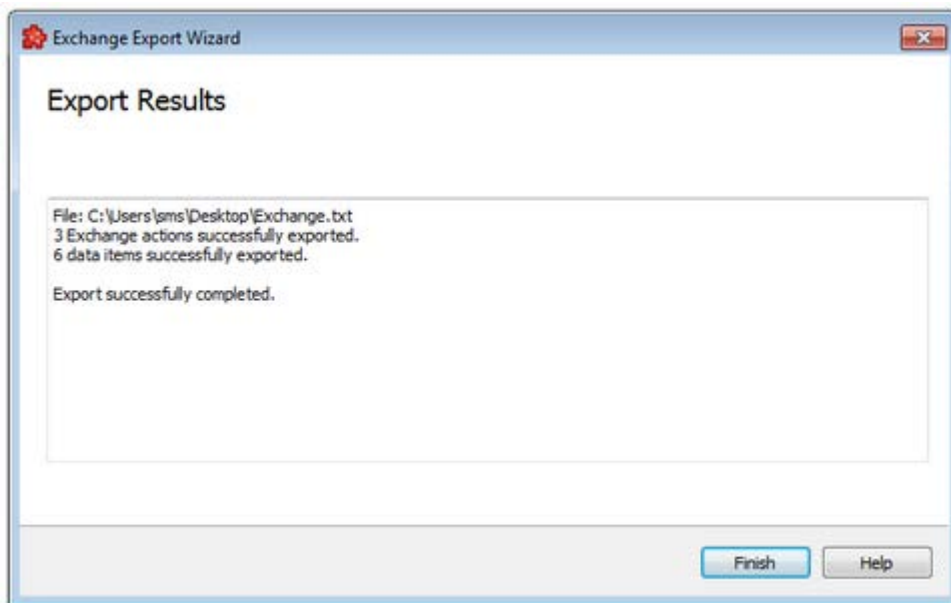 Exchange Export Wizard
Export Results
File: C:\Users\sms\Desktop\Exchange.txt
3 Exchange actions successfully exported.
6 data items successfully exported.
Export successfully completed.
Finish Help